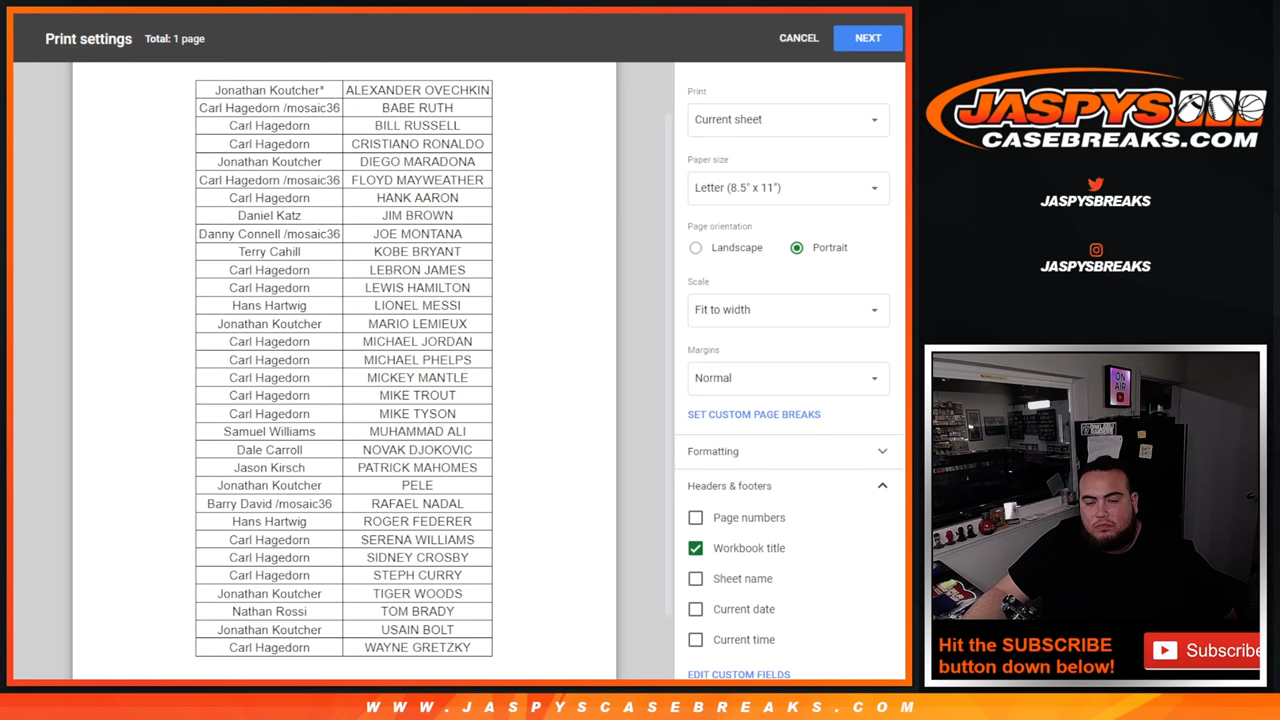 Print settings Total: 1 page CANCEL NEXT
Jonathan Koutcher* ALEXANDER OVECHKIN
Carl Hagedorn /mosaic36 BABE RUTH
Carl Hagedorn BILL RUSSELL
Carl Hagedorn CRISTIANO RONALDO
Jonathan Koutcher DIEGO MARADONA
Carl Hagedorn /mosaic36 FLOYD MAYWEATHER
Carl Hagedorn HANK AARON
Daniel Katz JIM BROWN
Danny Connell /mosaic36 JOE MONTANA
Terry Cahill KOBE BRYANT
Carl Hagedorn LEBRON JAMES
Carl Hagedorn LEWIS HAMILTON
Hans Hartwig LIONEL MESSI
Jonathan Koutcher MARIO LEMIEUX
Carl Hagedorn MICHAEL JORDAN
Carl Hagedorn MICHAEL PHELPS
Carl Hagedorn MICKEY MANTLE
Carl Hagedorn MIKE TROUT
Carl Hagedorn MIKE TYSON
Samuel Williams MUHAMMAD ALI
Dale Carroll NOVAK DJOKOVIC
Jason Kirsch PATRICK MAHOMES
Jonathan Koutcher PELE
Barry David /mosaic36 RAFAEL NADAL
Hans Hartwig ROGER FEDERER
Carl Hagedorn SERENA WILLIAMS
Carl Hagedorn SIDNEY CROSBY
Carl Hagedorn STEPH CURRY
Jonathan Koutcher TIGER WOODS
Nathan Rossi TOM BRADY
Jonathan Koutcher USAIN BOLT
Carl Hagedorn WAYNE GRETZKY
Print
Current sheet
Paper size
Letter (8.5" x 11")
Page orientation
Landscape Portrait
Scale
Fit to width
Margins
Normal
SET CUSTOM PAGE BREAKS
Formatting
Headers & footers
Page numbers
Workbook title
Sheet name
Current date
Current time
EDIT CUSTOM FIELDS
JASPYS
CASEBREAKS.COM
JASPYSBREAKS
JASPYSBREAKS
ON
AIR
Hit the SUBSCRIBE
button down below!
Subscribe
WWW.JASPYSCASEBREAKS.COM